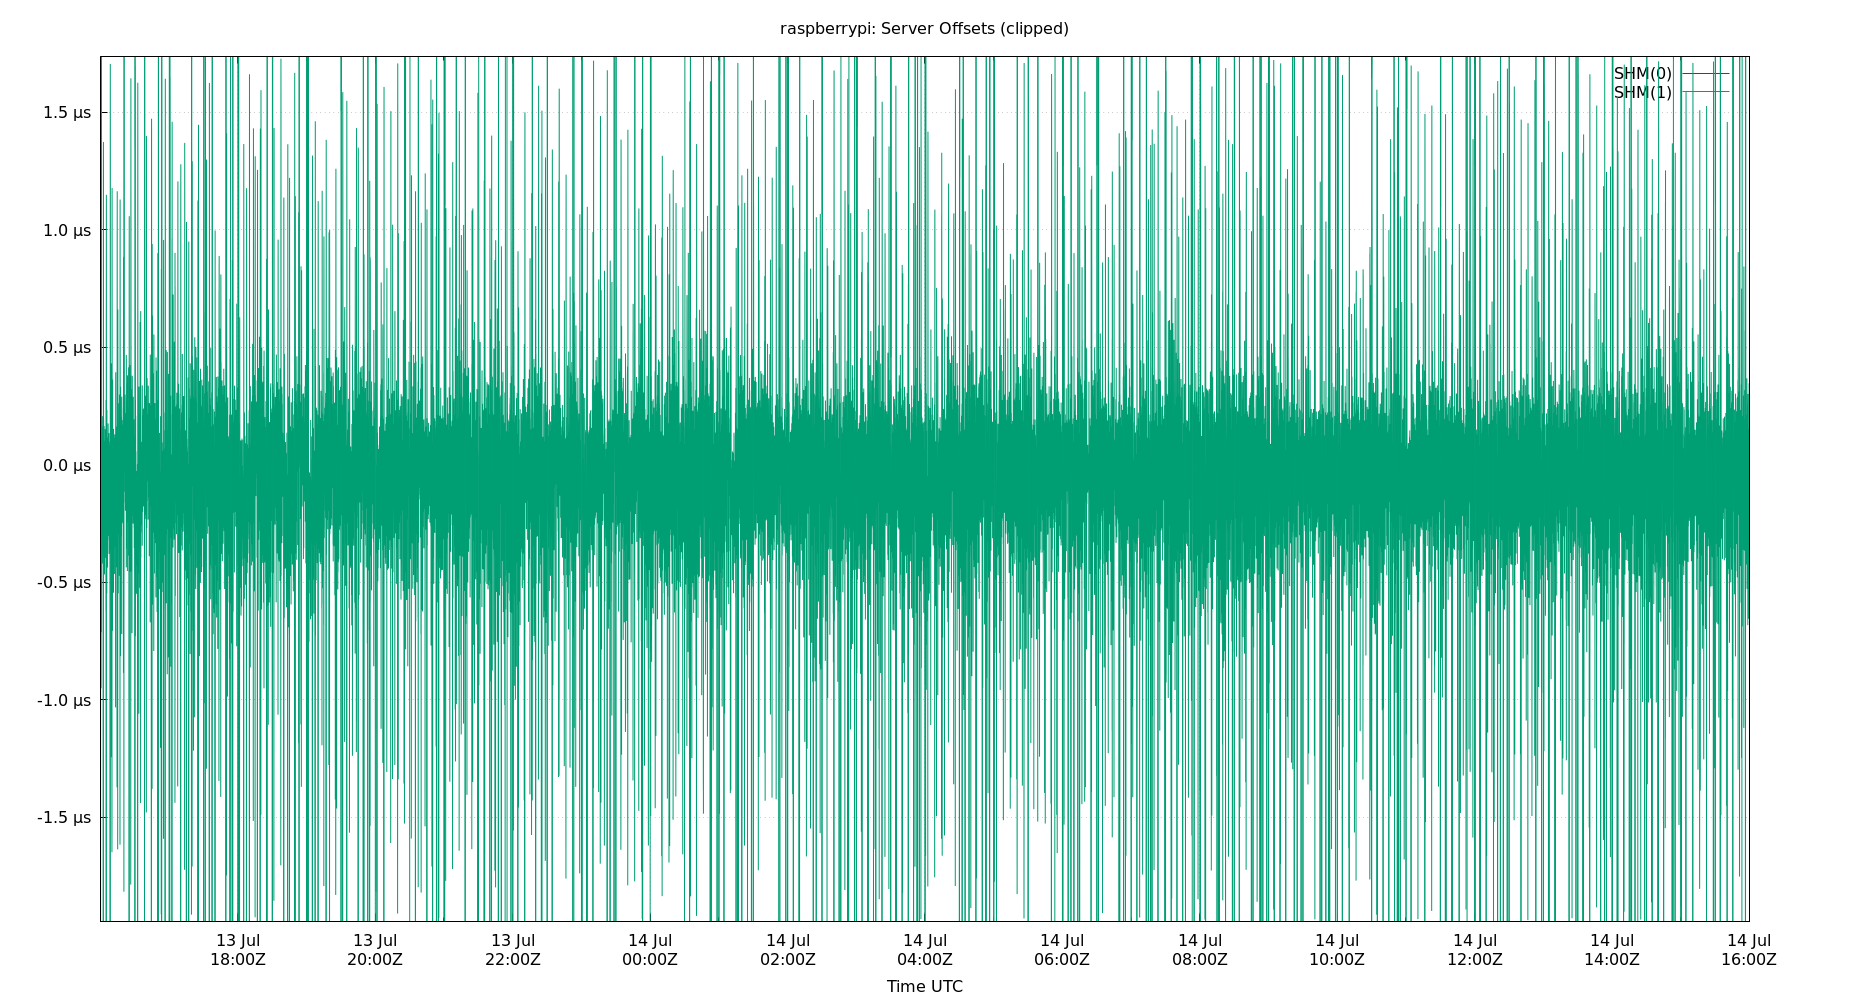 raspberrypi: Server Offsets (clipped)
SHM(0)
SHM(1)
1.5 µs
1.0 µs
0.5 µs
0.0 µs
-0.5 µs
-1.0 µs
-1.5 µs
13 Jul 13 Jul 13 Jul 14 Jul 14 Jul 14 Jul 14 Jul 14 Jul 14 Jul 14 Jul 14 Jul 14 Jul
18:00Z 20:00Z 22:00Z 00:00Z 02:00Z 04:00Z 06:00Z 08:00Z 10:00Z 12:00Z 14:00Z 16:00Z
Time UTC